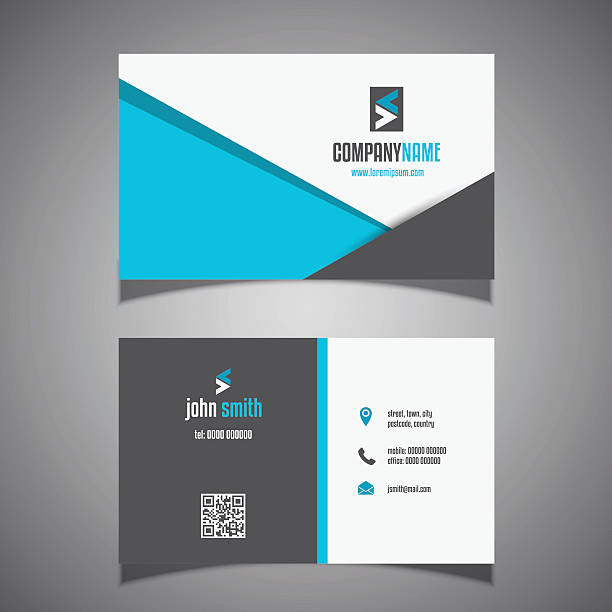 COMPANYNAME
www.loremipsum.com
john smith
tel: 0000 000000
street, town, city
postcode, country
mobile: 00000 000000
office: 0000 000000
jsmith@mail.com